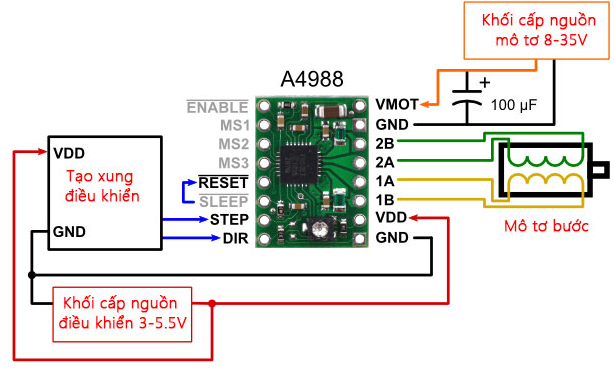 Khối cấp nguồn
mô tơ 8-35V
A4988
ENABLE
MS1
MS2
MS3
RESET
SLEEP
STEP
DIR
VMOT
GND
2B
2A
1A
1B
VDD
GND
+
100 µF
Mô tơ bước
VDD
Tạo xung
điều khiển
GND
Khối cấp nguồn
điều khiển 3-5.5V